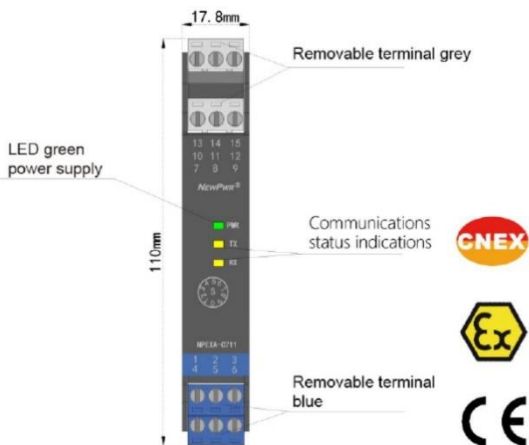 17.8mm
Removable terminal grey
110mm
13 14 15
10 11 12
7 8 9
LED green
power supply
NEWPWR®
PWR
TX
RX
Communications
status indications
CNEX
5
Ex
NPEXA-C711
1 2 3
4 5 6
Removable terminal
blue
CE